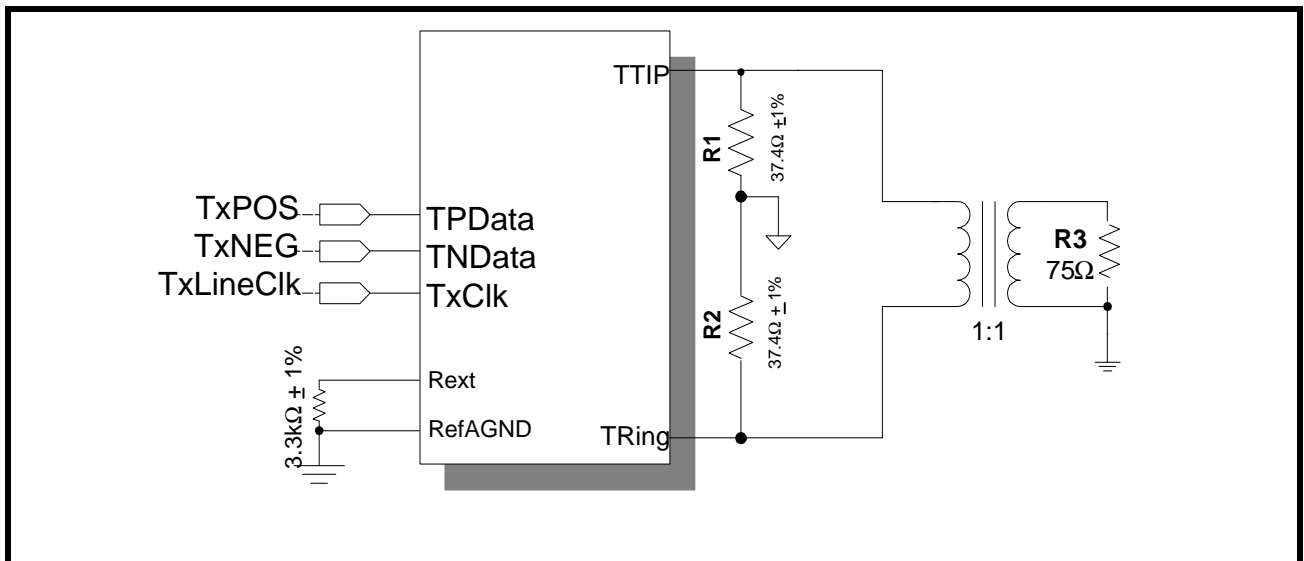 TTIP
R1
37.4Ω ±1%
TxPOS
TPData
TxNEG
TNData
TxLineClk
TxClk
R2
37.4Ω ± 1%
R3
75Ω
1:1
3.3kΩ ± 1%
Rext
RefAGND
TRing